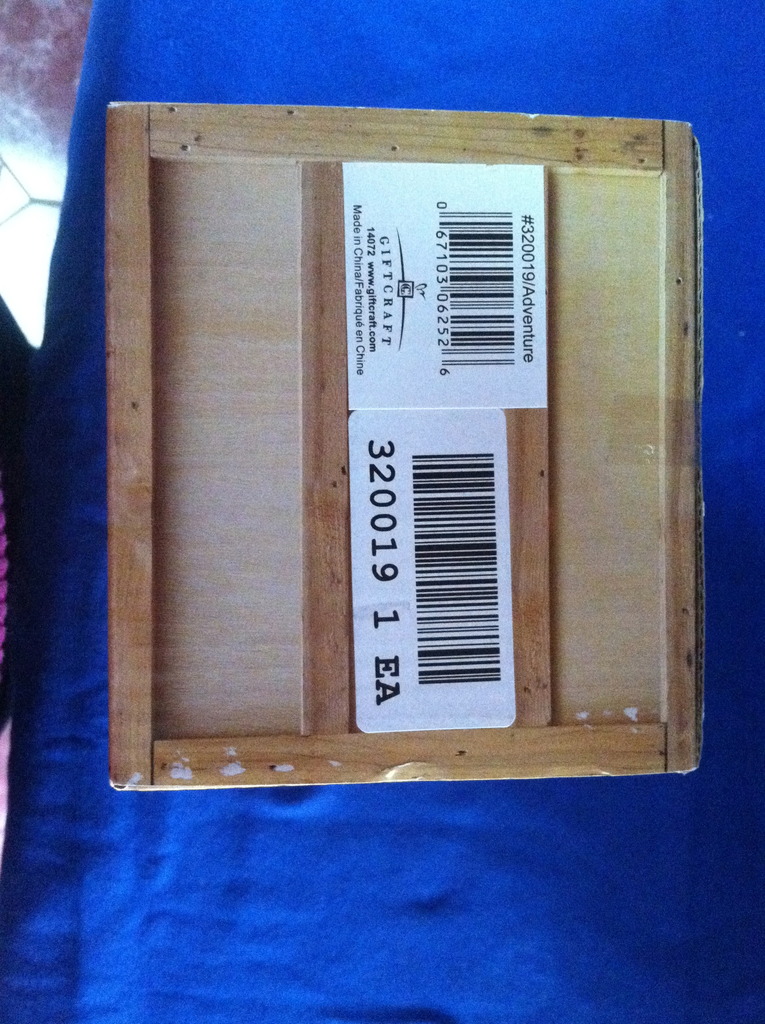 #320019/Adventure
0 67103 06252 6
G
GIFTCRAFT
14072 www.giftcraft.com
Made in China/Fabriqué en Chine
320019 1 EA